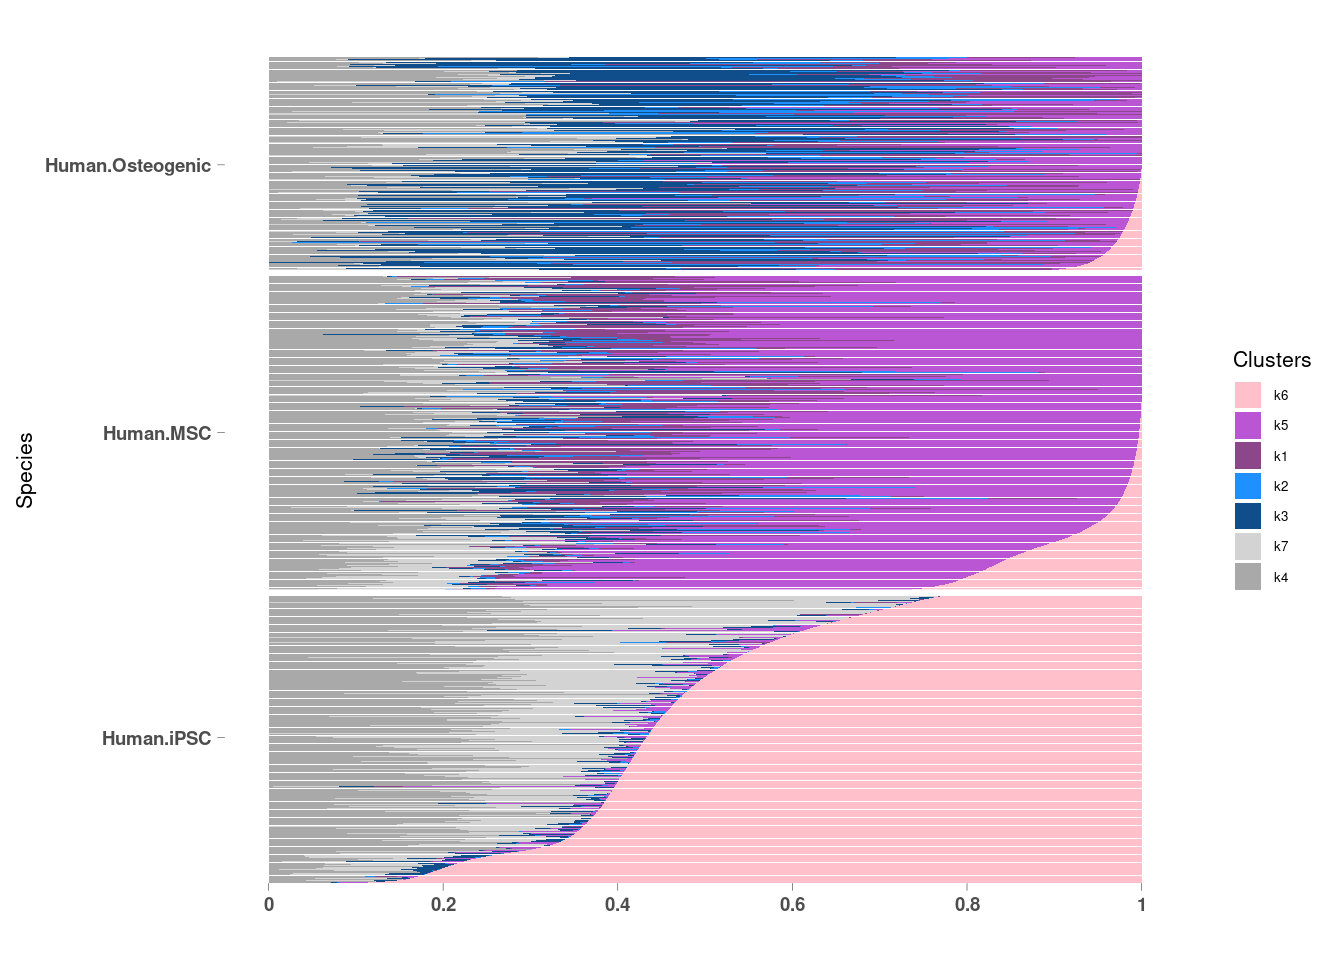 Human.Osteogenic
Human.MSC
Human.iPSC
Species
0 0.2 0.4 0.6 0.8 1
Clusters
k6
k5
k1
k2
k3
k7
k4